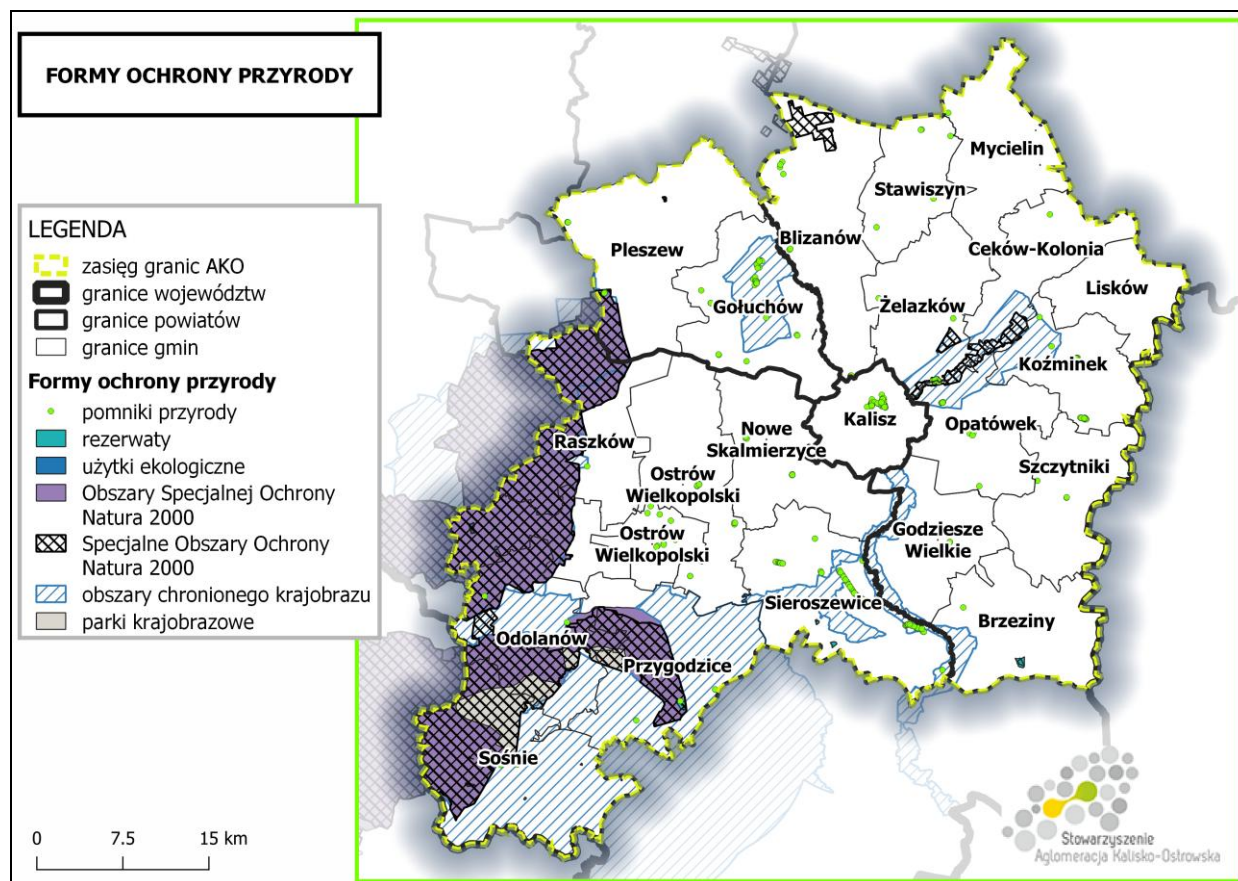 FORMY OCHRONY PRZYRODY
LEGENDA
zasięg granic AKO
granice województw
granice powiatów
granice gmin
Formy ochrony przyrody
pomniki przyrody
rezerwaty
użytki ekologiczne
Obszary Specjalnej Ochrony
Natura 2000
Specjalne Obszary Ochrony
Natura 2000
obszary chronionego krajobrazu
parki krajobrazowe
0 7.5 15 km
Mycielin
Stawiszyn
Blizanów
Pleszew
Ceków-Kolonia
Lisków
Gołuchów
Żelazków
Koźminek
Kalisz
Opatówek
Nowe
Skalmierzyce
Raszków
Szczytniki
Ostrów
Wielkopolski
Ostrów
Wielkopolski
Godziesze
Wielkie
Sieroszewice
Brzeziny
Odolanów
Przygodzice
Sośnie
Stowarzyszenie
Aglomeracja Kalisko-Ostrowska